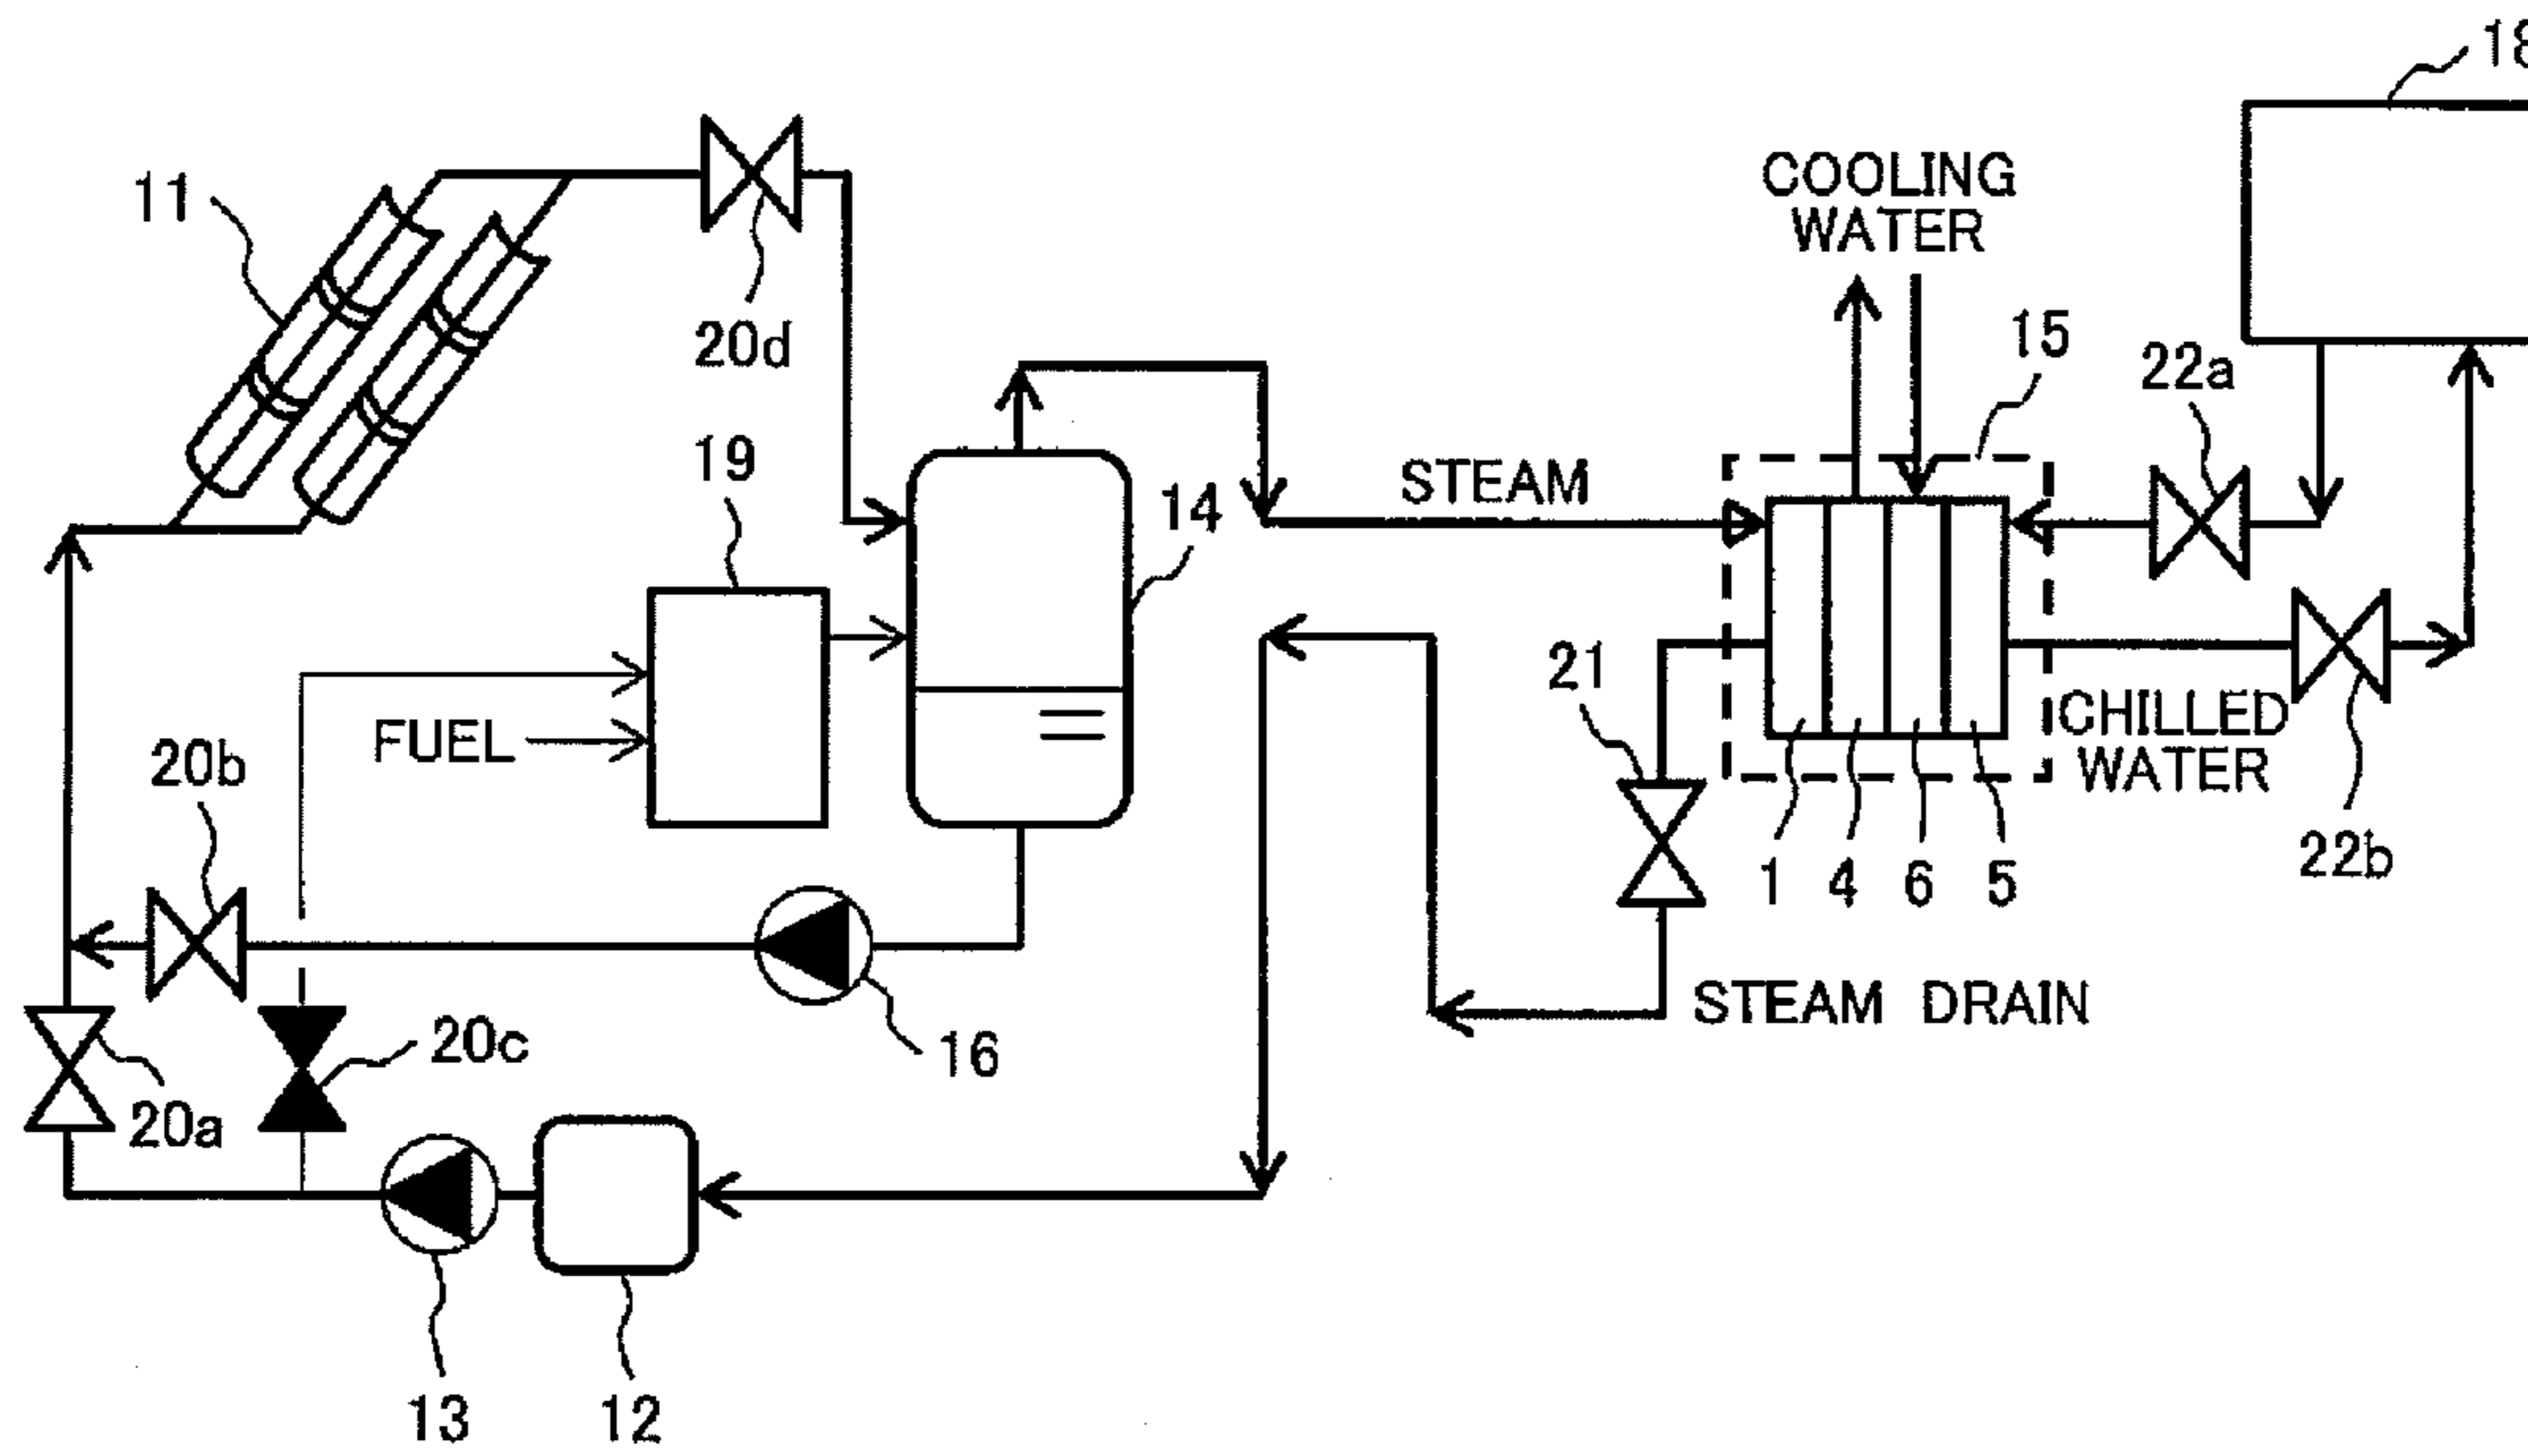 18
11
COOLING
WATER
20d
15
22a
19
STEAM
14
21
FUEL
CHILLED
WATER
20b
22b
1
4
6
5
STEAM DRAIN
16
20c
20a
13
12